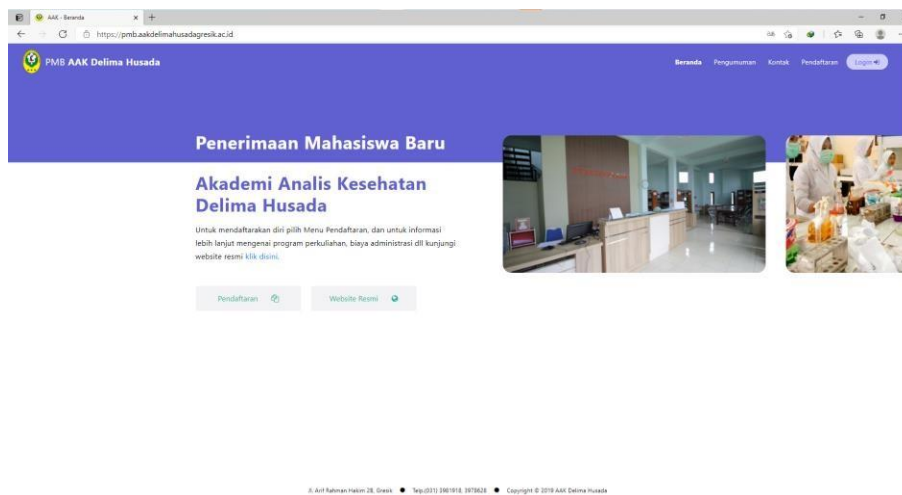 AAK - Beranda
https://pmb.aakdelimahusadagresik.ac.id
PMB AAK Delima Husada
Beranda Pengumuman Kontak Pendaftaran Login
Penerimaan Mahasiswa Baru
Akademi Analis Kesehatan
Delima Husada
Untuk mendaftarakan diri pilih Menu Pendaftaran, dan untuk informasi
lebih lanjut mengenai program perkuliahan, biaya administrasi dll kunjungi
website resmi klik disini.
Pendaftaran
Website Resmi
Jl. Arif Rahman Hakim 2B, Gresik ● Telp.(031) 3981918, 3978628 ● Copyright © 2019 AAK Delima Husada